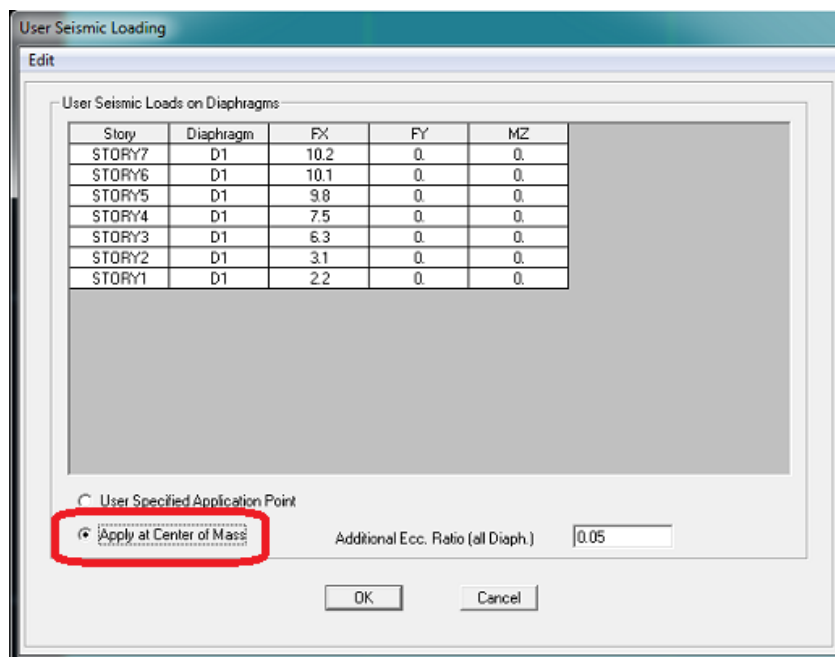 User Seismic Loading
Edit
User Seismic Loads on Diaphragms
Story Diaphragm FX FY MZ
STORY7 D1 10.2 0. 0.
STORY6 D1 10.1 0. 0.
STORY5 D1 9.8 0. 0.
STORY4 D1 7.5 0. 0.
STORY3 D1 6.3 0. 0.
STORY2 D1 3.1 0. 0.
STORY1 D1 2.2 0. 0.
User Specified Application Point
Apply at Center of Mass Additional Ecc. Ratio (all Diaph.) 0.05
OK Cancel